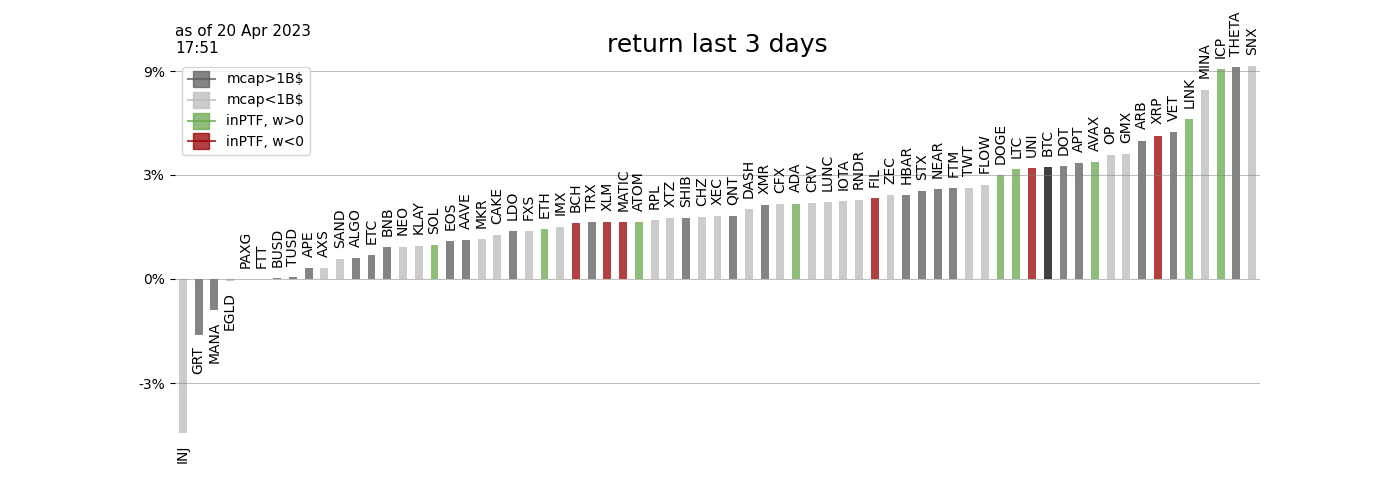 as of 20 Apr 2023
17:51
return last 3 days
9%
3%
0%
-3%
mcap>1B$
mcap<1B$
inPTF, w>0
inPTF, w<0
INJ
GRT
MANA
EGLD
PAXG
FTT
BUSD
TUSD
APE
AXS
SAND
ALGO
ETC
BNB
NEO
KLAY
SOL
EOS
AAVE
MKR
CAKE
LDO
FXS
ETH
IMX
BCH
TRX
XLM
MATIC
ATOM
RPL
XTZ
SHIB
CHZ
XEC
QNT
DASH
XMR
CFX
ADA
CRV
LUNC
IOTA
RNDR
FIL
ZEC
HBAR
STX
NEAR
FTM
TWT
FLOW
DOGE
LTC
UNI
BTC
DOT
APT
AVAX
OP
GMX
ARB
XRP
VET
LINK
MINA
ICP
THETA
SNX